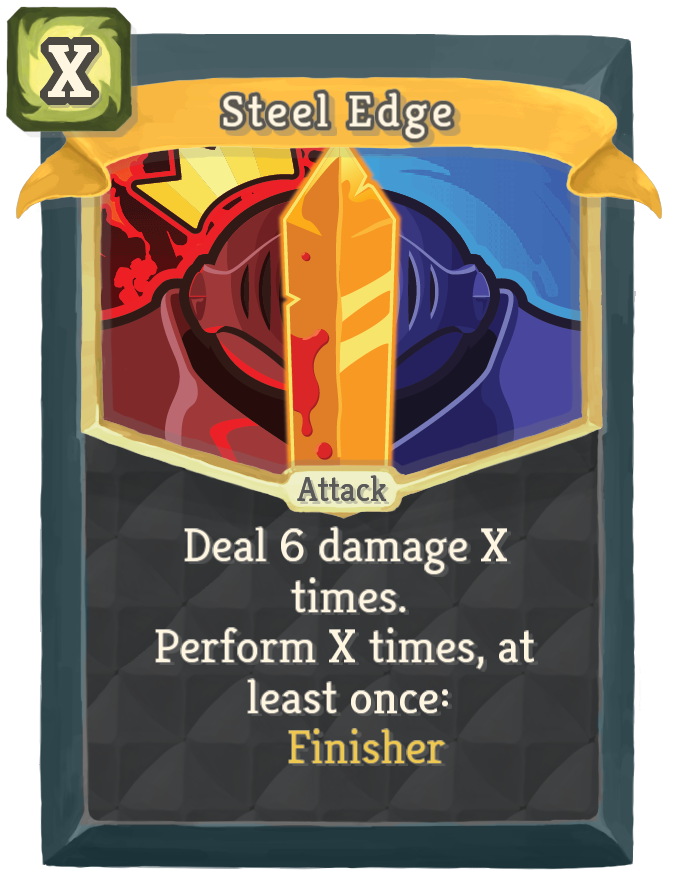 X
Steel Edge
Attack
Deal 6 damage X
times.
Perform X times, at
least once:
Finisher